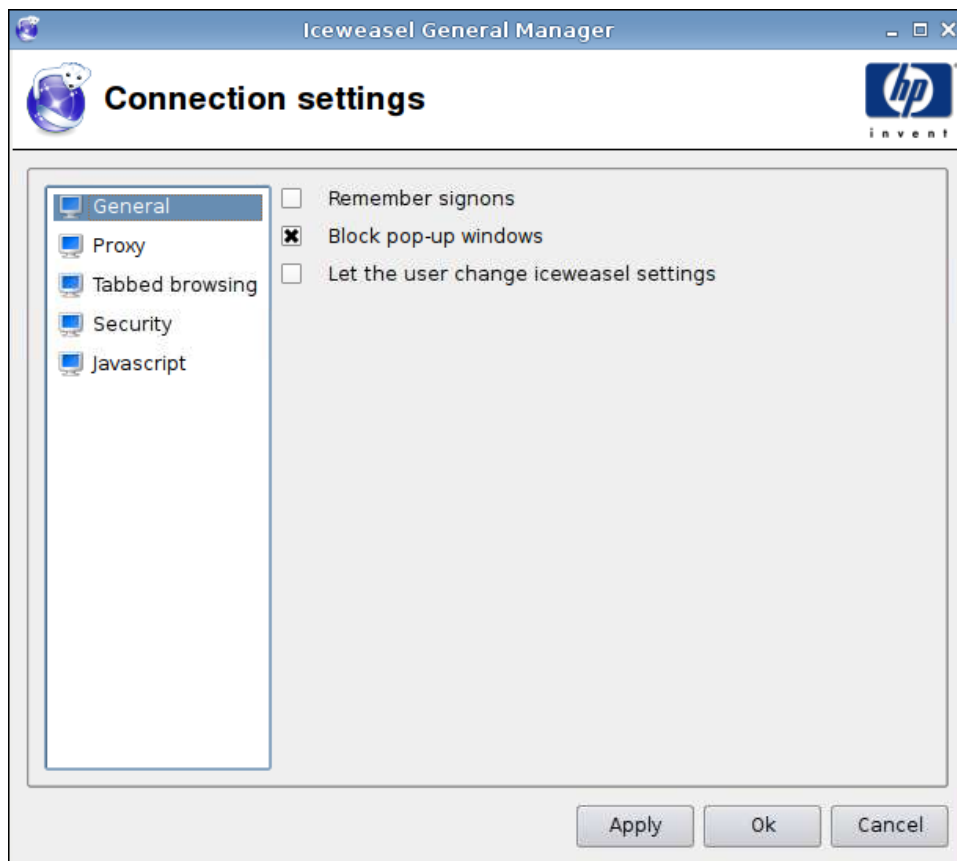 Iceweasel General Manager
Connection settings
hp
invent
General
Proxy
Tabbed browsing
Security
Javascript
Remember signons
Block pop-up windows
Let the user change iceweasel settings
Apply
Ok
Cancel